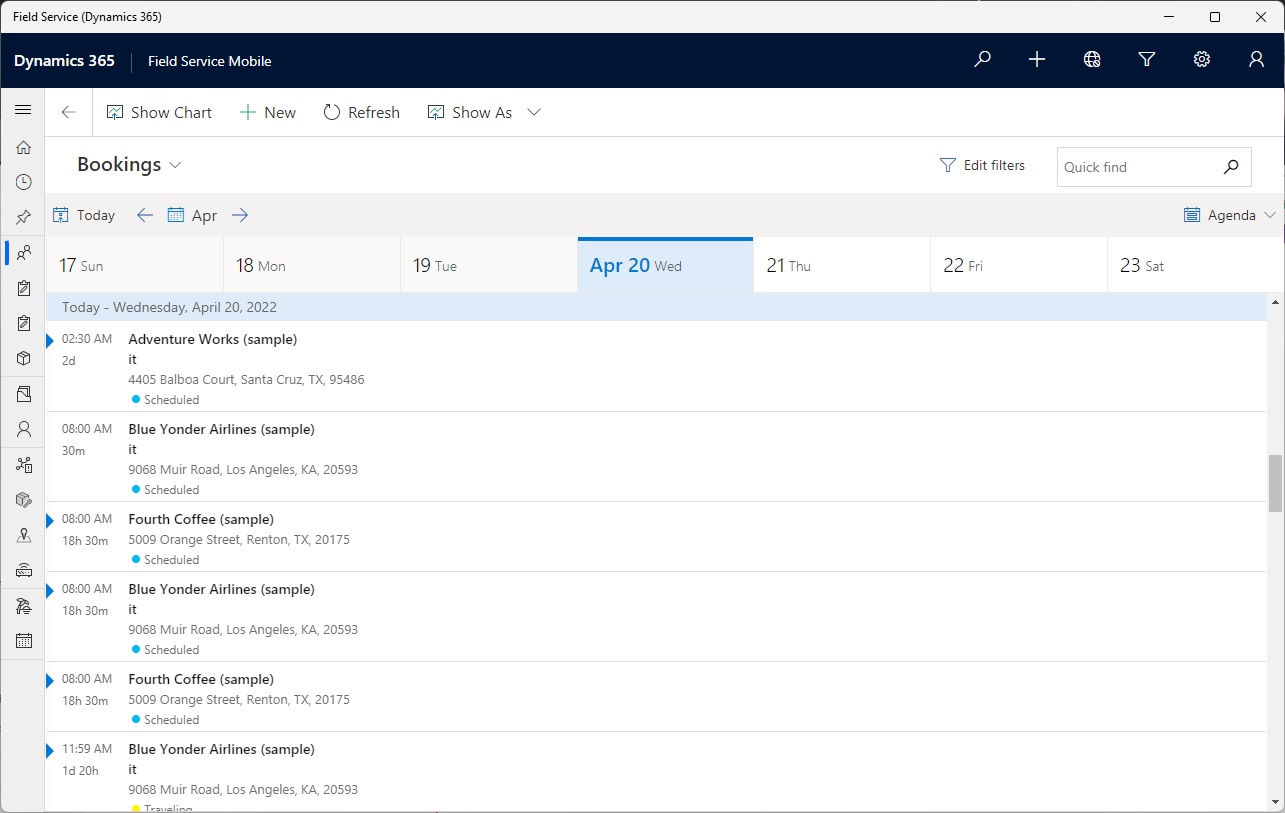 Field Service (Dynamics 365)
Dynamics 365 Field Service Mobile
Show Chart New Refresh Show As
Bookings Edit filters Quick find
Today Apr Agenda
17 Sun 18 Mon 19 Tue Apr 20 Wed 21 Thu 22 Fri 23 Sat
Today - Wednesday, April 20, 2022
02:30 AM Adventure Works (sample)
it
2d
4405 Balboa Court, Santa Cruz, TX, 95486
Scheduled
08:00 AM Blue Yonder Airlines (sample)
it
30m
9068 Muir Road, Los Angeles, KA, 20593
Scheduled
08:00 AM Fourth Coffee (sample)
18h 30m 5009 Orange Street, Renton, TX, 20175
Scheduled
08:00 AM Blue Yonder Airlines (sample)
18h 30m it
9068 Muir Road, Los Angeles, KA, 20593
Scheduled
08:00 AM Fourth Coffee (sample)
18h 30m 5009 Orange Street, Renton, TX, 20175
Scheduled
11:59 AM Blue Yonder Airlines (sample)
1d 20h it
9068 Muir Road, Los Angeles, KA, 20593
Traveling